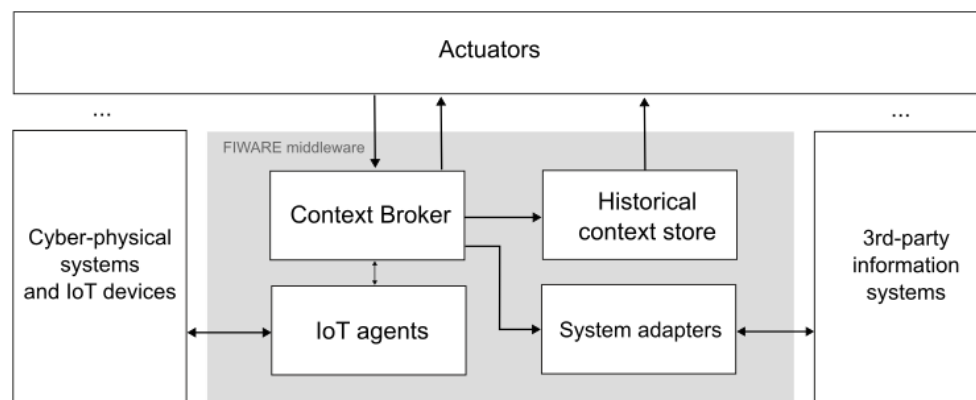 Actuators
...
...
FIWARE middleware
Cyber-physical
systems
and IoT devices
Context Broker
Historical
context store
3rd-party
information
systems
IoT agents
System adapters